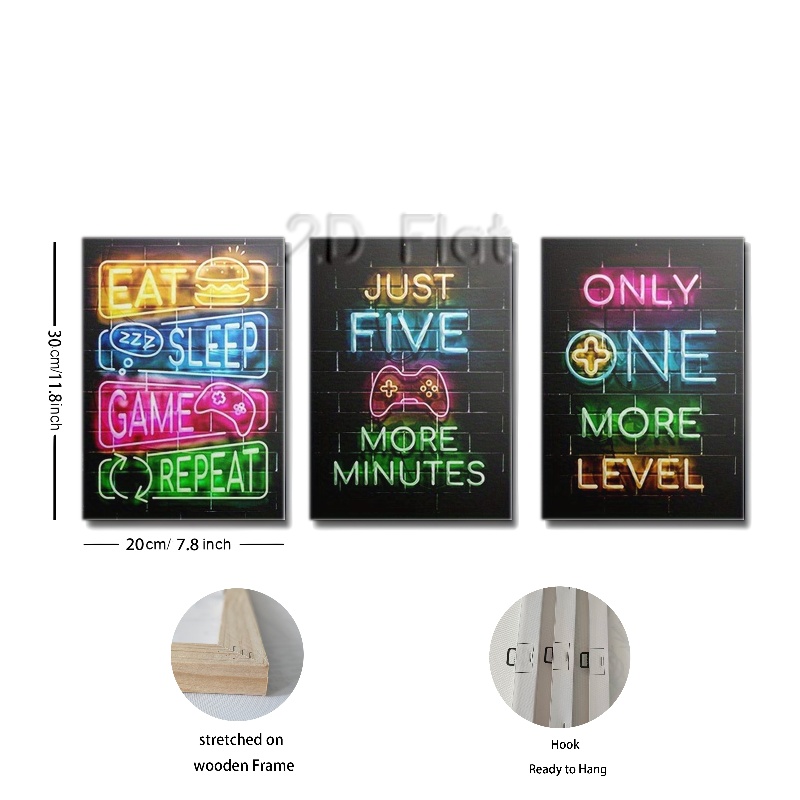 2D Flat
EAT
SLEEP
zzz
GAME
REPEAT
JUST
FIVE
MORE
MINUTES
ONLY
ONE
MORE
LEVEL
30cm/11.8inch
20cm/ 7.8 inch
stretched on
wooden Frame
Hook
Ready to Hang